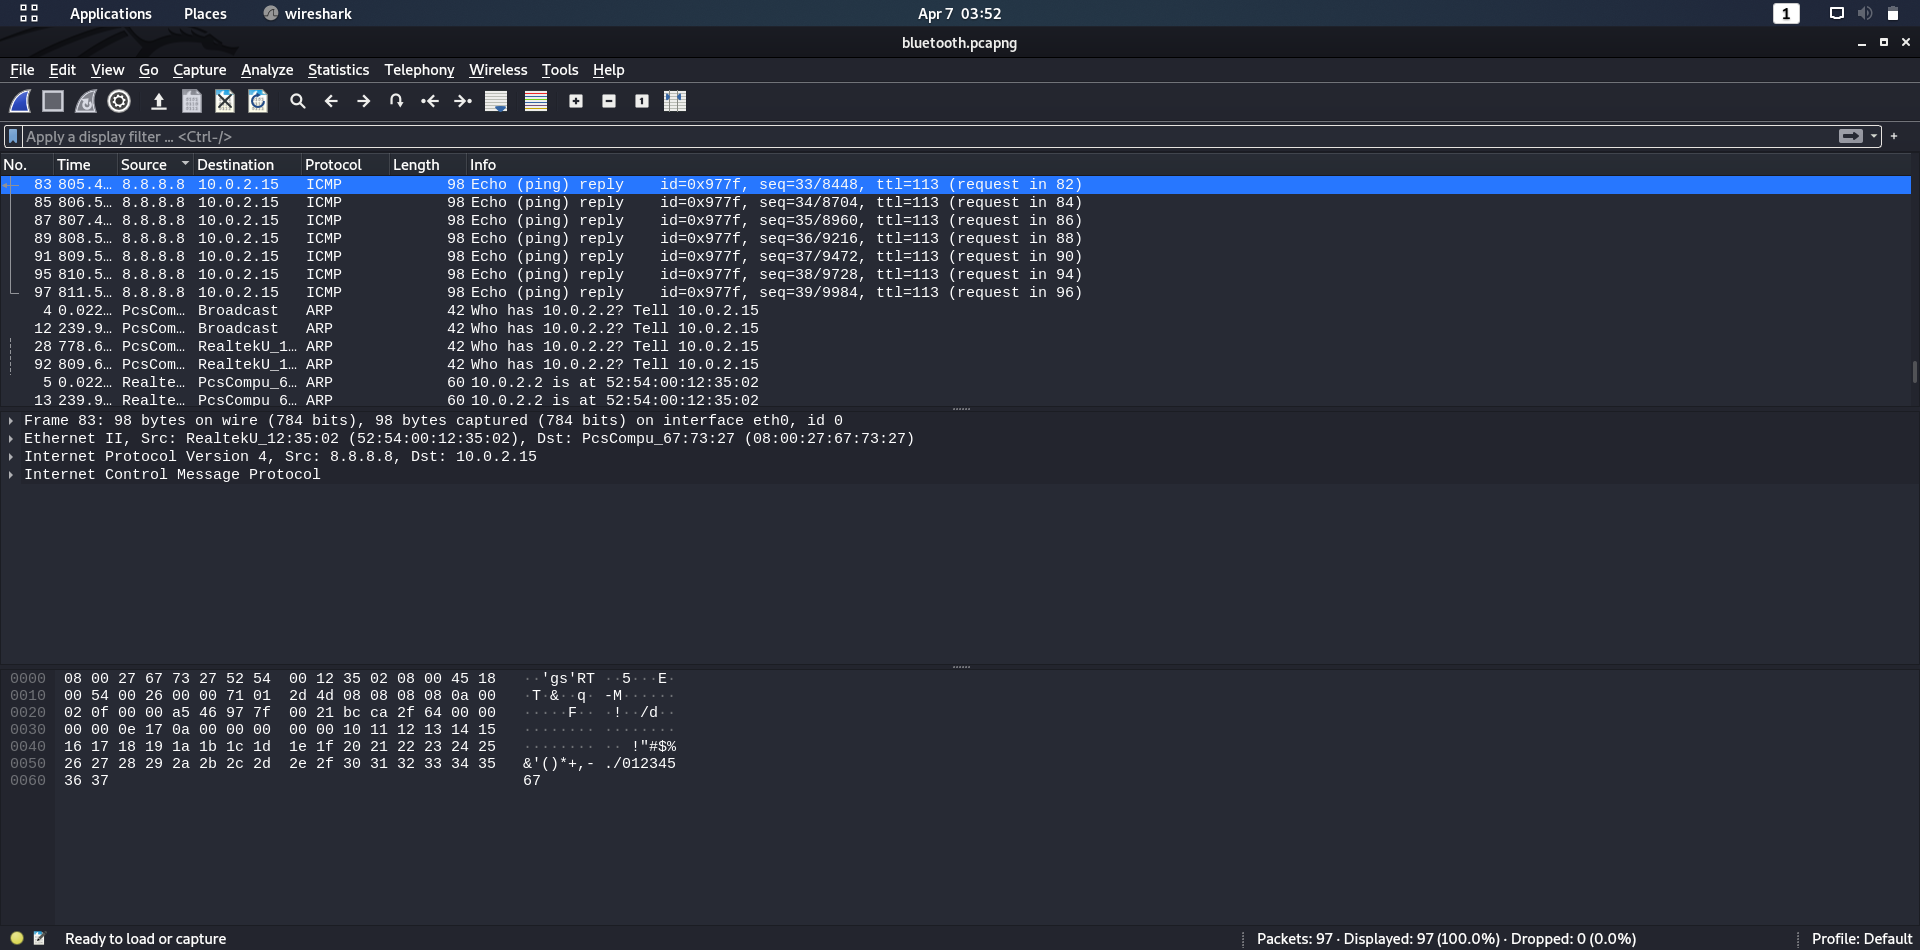 Applications Places wireshark Apr 7 03:52 1
bluetooth.pcapng
File Edit View Go Capture Analyze Statistics Telephony Wireless Tools Help
Apply a display filter … <Ctrl-/>
No. Time Source Destination Protocol Length Info
83 805.4… 8.8.8.8 10.0.2.15 ICMP 98 Echo (ping) reply id=0x977f, seq=33/8448, ttl=113 (request in 82)
85 806.5… 8.8.8.8 10.0.2.15 ICMP 98 Echo (ping) reply id=0x977f, seq=34/8704, ttl=113 (request in 84)
87 807.4… 8.8.8.8 10.0.2.15 ICMP 98 Echo (ping) reply id=0x977f, seq=35/8960, ttl=113 (request in 86)
89 808.5… 8.8.8.8 10.0.2.15 ICMP 98 Echo (ping) reply id=0x977f, seq=36/9216, ttl=113 (request in 88)
91 809.5… 8.8.8.8 10.0.2.15 ICMP 98 Echo (ping) reply id=0x977f, seq=37/9472, ttl=113 (request in 90)
95 810.5… 8.8.8.8 10.0.2.15 ICMP 98 Echo (ping) reply id=0x977f, seq=38/9728, ttl=113 (request in 94)
97 811.5… 8.8.8.8 10.0.2.15 ICMP 98 Echo (ping) reply id=0x977f, seq=39/9984, ttl=113 (request in 96)
4 0.022… PcsCom… Broadcast ARP 42 Who has 10.0.2.2? Tell 10.0.2.15
12 239.9… PcsCom… Broadcast ARP 42 Who has 10.0.2.2? Tell 10.0.2.15
28 778.6… PcsCom… RealtekU_1… ARP 42 Who has 10.0.2.2? Tell 10.0.2.15
92 809.6… PcsCom… RealtekU_1… ARP 42 Who has 10.0.2.2? Tell 10.0.2.15
5 0.022… Realte… PcsCompu_6… ARP 60 10.0.2.2 is at 52:54:00:12:35:02
13 239.9… Realte… PcsCompu_6… ARP 60 10.0.2.2 is at 52:54:00:12:35:02
Frame 83: 98 bytes on wire (784 bits), 98 bytes captured (784 bits) on interface eth0, id 0
Ethernet II, Src: RealtekU_12:35:02 (52:54:00:12:35:02), Dst: PcsCompu_67:73:27 (08:00:27:67:73:27)
Internet Protocol Version 4, Src: 8.8.8.8, Dst: 10.0.2.15
Internet Control Message Protocol
0000 08 00 27 67 73 27 52 54 00 12 35 02 08 00 45 18 ··'gs'RT ··5···E·
0010 00 54 00 26 00 00 71 01 2d 4d 08 08 08 08 0a 00 ·T·&··q· -M······
0020 02 0f 00 00 a5 46 97 7f 00 21 bc ca 2f 64 00 00 ·····F·· ·!··/d··
0030 00 00 0e 17 0a 00 00 00 00 00 10 11 12 13 14 15 ········ ········
0040 16 17 18 19 1a 1b 1c 1d 1e 1f 20 21 22 23 24 25 ········ ·· !"#$%
0050 26 27 28 29 2a 2b 2c 2d 2e 2f 30 31 32 33 34 35 &'()*+,- ./012345
0060 36 37 67
Ready to load or capture Packets: 97 · Displayed: 97 (100.0%) · Dropped: 0 (0.0%) Profile: Default